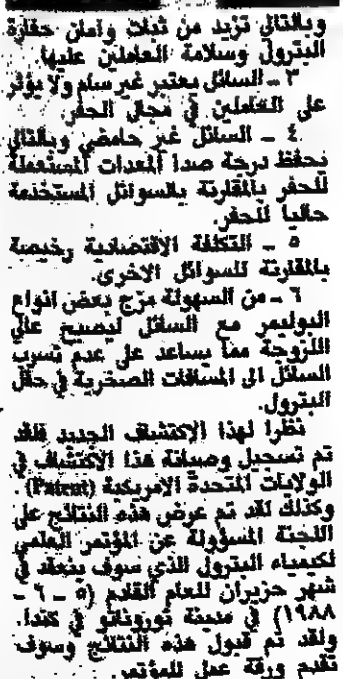 وبالتالي تزيد من ثبات وامان حفارة
البترول وسلامة العاملين عليها.
٣ – السائل يعتبر غير سام ولا يؤثر
على العاملين في مجال الحفر.
٤ – السائل غير حامضي وبالتالي
نحفظ درجة صدأ المعدات المستعملة
للحفر بالمقارنة بالسوائل المستخدمة
حاليا للحفر.
٥ – التكلفة الاقتصادية رخيصة
بالمقارنة للسوائل الاخرى.
٦ – من السهولة مزج بعض انواع
البوليمر مع السائل ليصبح عالي
اللزوجة مما يساعد على عدم تسرب
السائل الى المسافات الصخرية في حقل
البترول.
نظرا لهذا الاكتشاف الجديد فلقد
تم تسجيل وصيانة هذا الاكتشاف في
الولايات المتحدة الامريكية (Patent).
وكذلك لقد تم عرض هذه النتائج على
اللجنة المسؤولة عن المؤتمر العلمي
لكيمياء البترول الذي سوف ينعقد في
شهر حزيران للعام القادم (٥ – ٦ –
١٩٨٨) في مدينة تورونتاتو في كندا.
ولقد تم قبول هذه النتائج وسوف
تقدم ورقة عمل للمؤتمر.